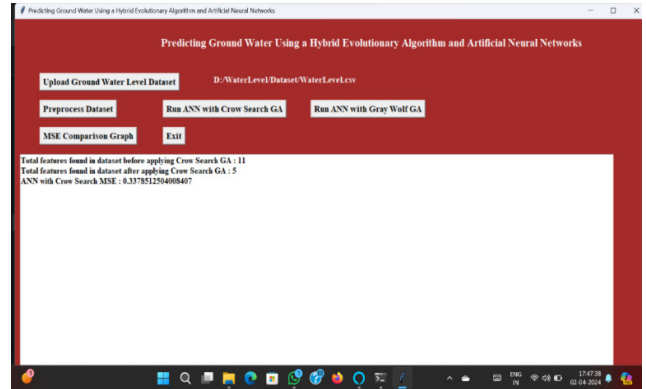 Predicting Ground Water Using a Hybrid Evolutionary Algorithm and Artificial Neural Networks
Predicting Ground Water Using a Hybrid Evolutionary Algorithm and Artificial Neural Networks
Upload Ground Water Level Dataset
D:/WaterLevel/Dataset/WaterLevel.csv
Preprocess Dataset
Run ANN with Crow Search GA
Run ANN with Gray Wolf GA
MSE Comparison Graph
Exit
Total features found in dataset before applying Crow Search GA : 11
Total features found in dataset after applying Crow Search GA : 5
ANN with Crow Search MSE : 0.3378512504008407
ENG
IN
17:47:38
02-04-2024